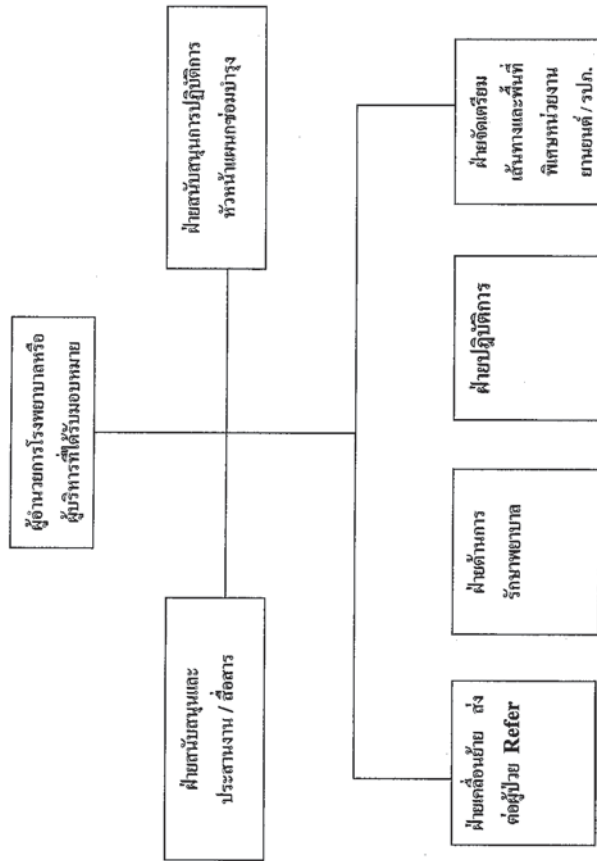 ผู้อำนวยการโรงพยาบาลหรือ
ผู้บริหารที่ได้รับมอบหมาย
ฝ่ายสนับสนุนและ
ประสานงาน / สื่อสาร
ฝ่ายสนับสนุนการปฏิบัติการ
หัวหน้าแผนกซ่อมบำรุง
ฝ่ายเคลื่อนย้าย ส่ง
ต่อผู้ป่วย Refer
ฝ่ายด้านการ
รักษาพยาบาล
ฝ่ายปฏิบัติการ
ฝ่ายจัดเตรียม
เส้นทางและพื้นที่
พิเศษหน่วยงาน
ยานยนต์ / รปภ.